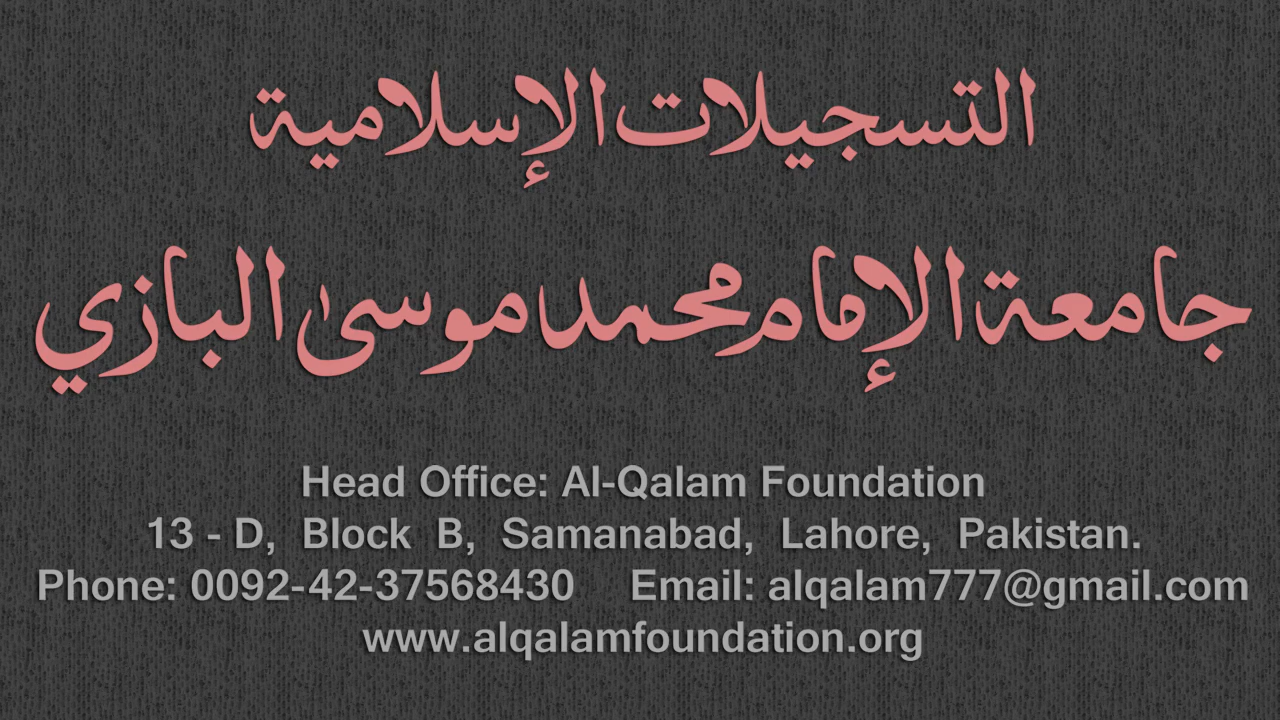 التسجيلات الإسلامية
جامعة الإمام محمد موسىٰ البازي
Head Office: Al-Qalam Foundation
13 - D, Block B, Samanabad, Lahore, Pakistan.
Phone: 0092-42-37568430 Email: alqalam777@gmail.com
www.alqalamfoundation.org